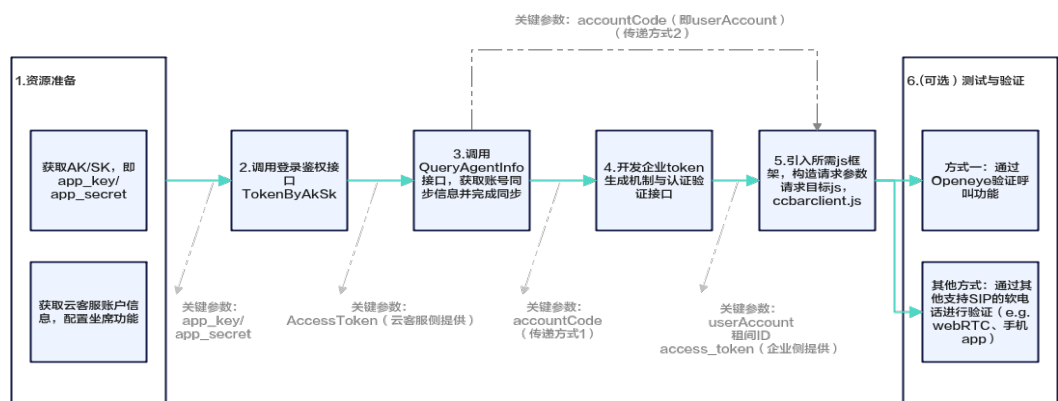 关键参数：accountCode（即userAccount）
（传递方式2）
1.资源准备
获取AK/SK，即
app_key/
app_secret
获取云客服账户信
息，配置坐席功能
2.调用登录鉴权接
口
TokenByAkSk
3.调用
QueryAgentInfo
接口，获取账号同
步信息并完成同步
4.开发企业token
生成机制与认证验
证接口
5.引入所需js框
架，构造请求参数
请求目标js，
ccbarclient.js
6.(可选）测试与验证
方式一：通过
Openeye验证呼
叫功能
其他方式：通过其
他支持SIP的软电
话进行验证（e.g.
webRTC、手机
app）
关键参数：
app_key/
app_secret
关键参数：
AccessToken（云客服侧提供）
关键参数：
accountCode
（传递方式1）
关键参数：
userAccount
租间ID
access_token（企业侧提供）